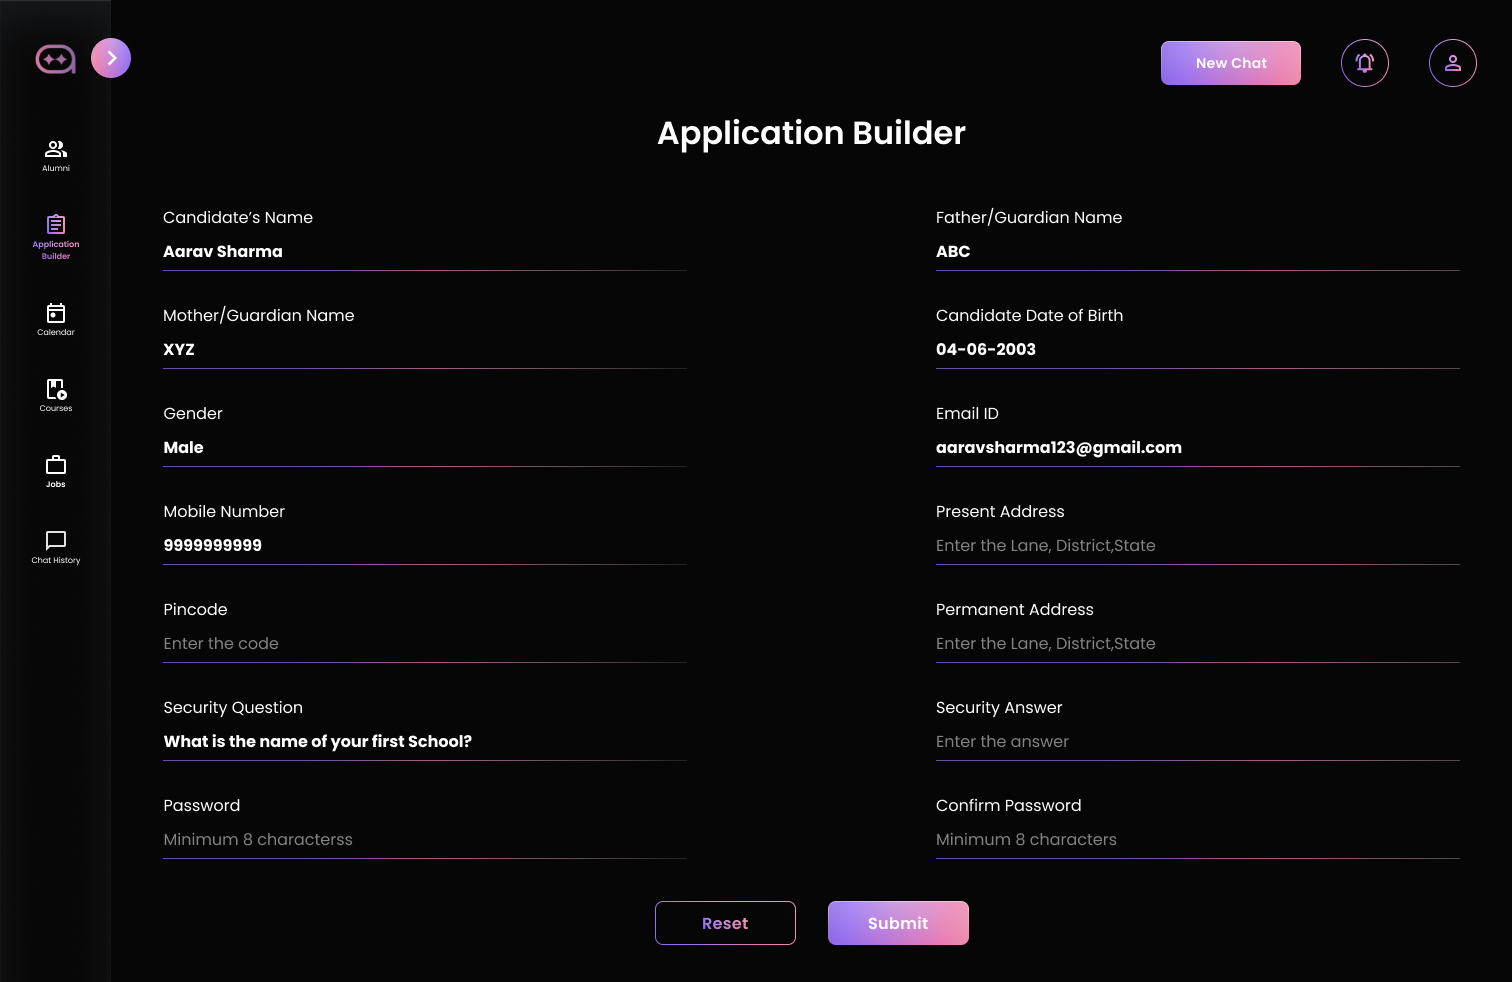 New Chat
Application Builder
Alumni
Application
Builder
Calendar
Courses
Jobs
Chat History
Candidate’s Name
Aarav Sharma
Father/Guardian Name
ABC
Mother/Guardian Name
XYZ
Candidate Date of Birth
04-06-2003
Gender
Male
Email ID
aaravsharma123@gmail.com
Mobile Number
9999999999
Present Address
Enter the Lane, District,State
Pincode
Enter the code
Permanent Address
Enter the Lane, District,State
Security Question
What is the name of your first School?
Security Answer
Enter the answer
Password
Minimum 8 characterss
Confirm Password
Minimum 8 characters
Reset
Submit